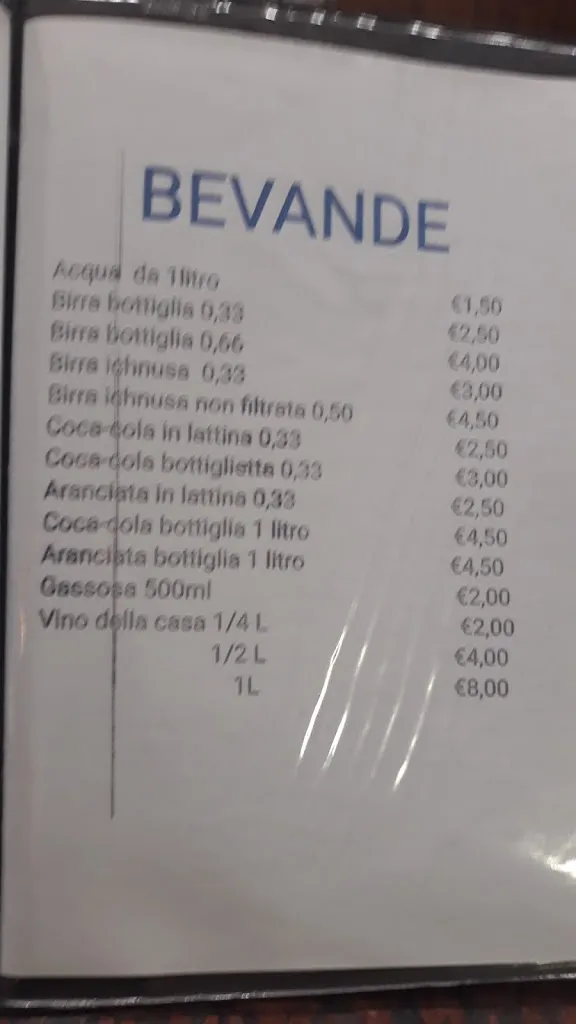 BEVANDE
Acqua da 1litro €1,50
Birra bottiglia 0,33 €2,50
Birra bottiglia 0,66 €4,00
Birra ichnusa 0,33 €3,00
Birra ichnusa non filtrata 0,50 €4,50
Coca-cola in lattina 0,33 €2,50
Coca-cola bottiglietta 0,33 €3,00
Aranciata in lattina 0,33 €2,50
Coca-cola bottiglia 1 litro €4,50
Aranciata bottiglia 1 litro €4,50
Gassosa 500ml €2,00
Vino della casa 1/4 L €2,00
1/2 L €4,00
1L €8,00